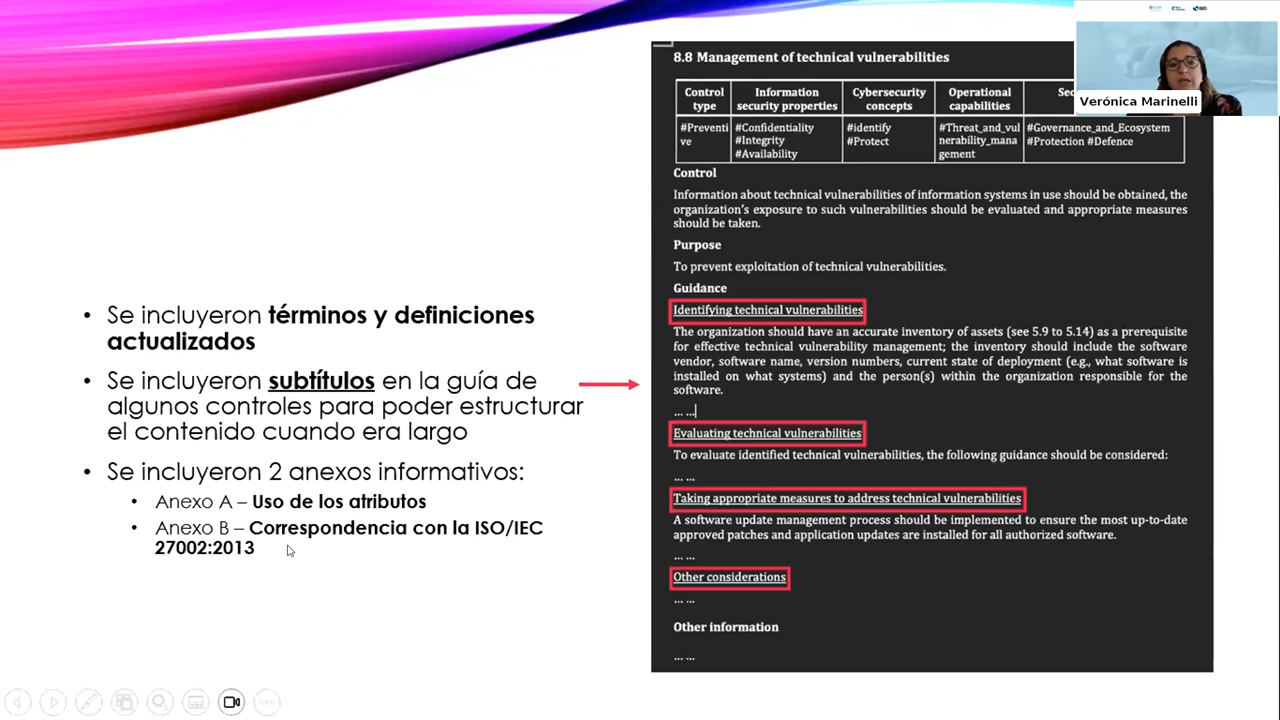 • Se incluyeron términos y definiciones
actualizados
• Se incluyeron subtítulos en la guía de
algunos controles para poder estructurar
el contenido cuando era largo
• Se incluyeron 2 anexos informativos:
• Anexo A – Uso de los atributos
• Anexo B – Correspondencia con la ISO/IEC
27002:2013
8.8 Management of technical vulnerabilities
Control
type
Information
security properties
Cybersecurity
concepts
Operational
capabilities
#Preventi
ve
#Confidentiality
#Integrity
#Availability
#identify
#Protect
#Threat_and_vul
nerability_mana
gement
#Governance_and_Ecosystem
#Protection #Defence
Control
Information about technical vulnerabilities of information systems in use should be obtained, the
organization's exposure to such vulnerabilities should be evaluated and appropriate measures
should be taken.
Purpose
To prevent exploitation of technical vulnerabilities.
Guidance
Identifying technical vulnerabilities
The organization should have an accurate inventory of assets (see 5.9 to 5.14) as a prerequisite
for effective technical vulnerability management; the inventory should include the software
vendor, software name, version numbers, current state of deployment (e.g., what software is
installed on what systems) and the person(s) within the organization responsible for the
software.
... ...
Evaluating technical vulnerabilities
To evaluate identified technical vulnerabilities, the following guidance should be considered:
... ...
Taking appropriate measures to address technical vulnerabilities
A software update management process should be implemented to ensure the most up-to-date
approved patches and application updates are installed for all authorized software.
... ...
Other considerations
... ...
Other information
... ...
BID
Verónica Marinelli